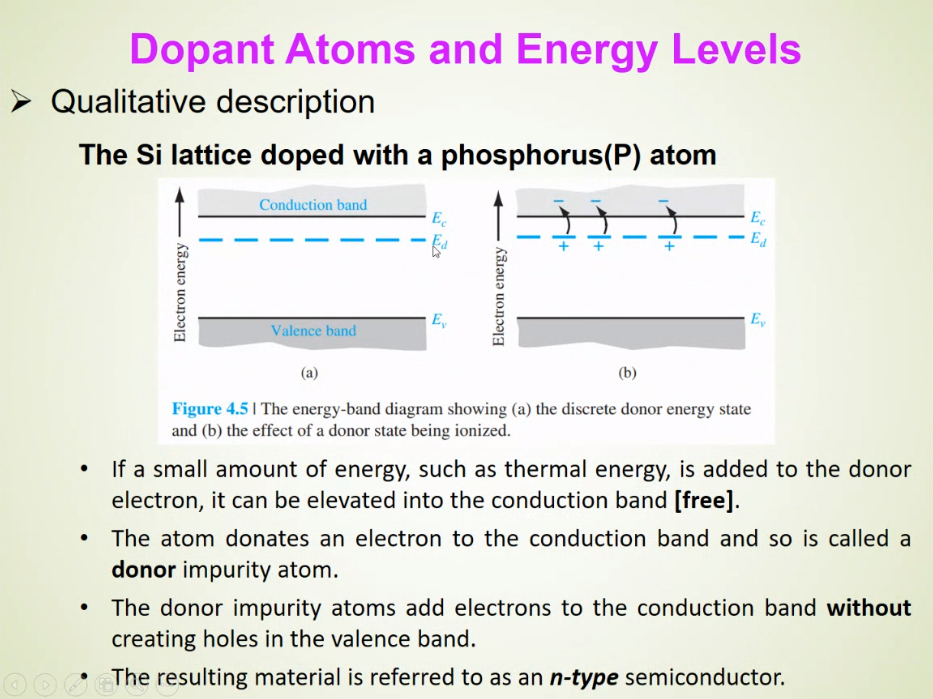 Dopant Atoms and Energy Levels
➢ Qualitative description
The Si lattice doped with a phosphorus(P) atom
Electron energy
Conduction band
E_c
E_d
E_v
Valence band
(a)
Electron energy
− − −
E_c
+ + +
E_d
E_v
(b)
Figure 4.5 | The energy-band diagram showing (a) the discrete donor energy state
and (b) the effect of a donor state being ionized.
• If a small amount of energy, such as thermal energy, is added to the donor
electron, it can be elevated into the conduction band [free].
• The atom donates an electron to the conduction band and so is called a
donor impurity atom.
• The donor impurity atoms add electrons to the conduction band without
creating holes in the valence band.
• The resulting material is referred to as an n-type semiconductor.